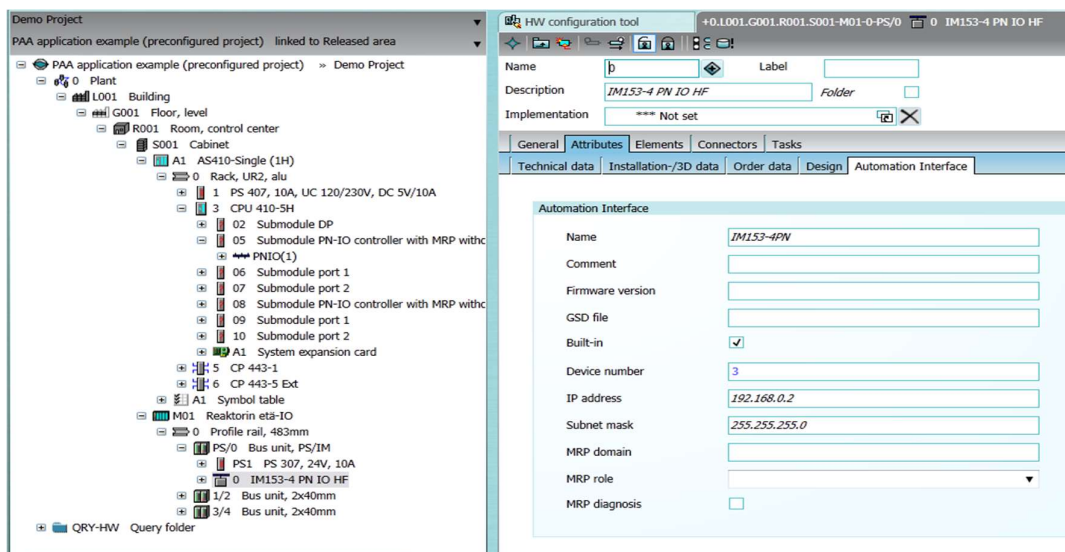 Demo Project
PAA application example (preconfigured project) linked to Released area
PAA application example (preconfigured project) » Demo Project
0 Plant
L001 Building
G001 Floor, level
R001 Room, control center
S001 Cabinet
A1 AS410-Single (1H)
0 Rack, UR2, alu
1 PS 407, 10A, UC 120/230V, DC 5V/10A
3 CPU 410-5H
02 Submodule DP
05 Submodule PN-IO controller with MRP withc
PNIO(1)
06 Submodule port 1
07 Submodule port 2
08 Submodule PN-IO controller with MRP withc
09 Submodule port 1
10 Submodule port 2
A1 System expansion card
5 CP 443-1
6 CP 443-5 Ext
A1 Symbol table
M01 Reaktorin etä-IO
0 Profile rail, 483mm
PS/0 Bus unit, PS/IM
PS1 PS 307, 24V, 10A
0 IM153-4 PN IO HF
1/2 Bus unit, 2x40mm
3/4 Bus unit, 2x40mm
QRY-HW Query folder
HW configuration tool
+0.L001.G001.R001.S001-M01-0-PS/0 0 IM153-4 PN IO HF
Name 0 Label
Description IM153-4 PN IO HF Folder
Implementation *** Not set
General Attributes Elements Connectors Tasks
Technical data Installation-/3D data Order data Design Automation Interface
Automation Interface
Name IM153-4PN
Comment
Firmware version
GSD file
Built-in
Device number 3
IP address 192.168.0.2
Subnet mask 255.255.255.0
MRP domain
MRP role
MRP diagnosis